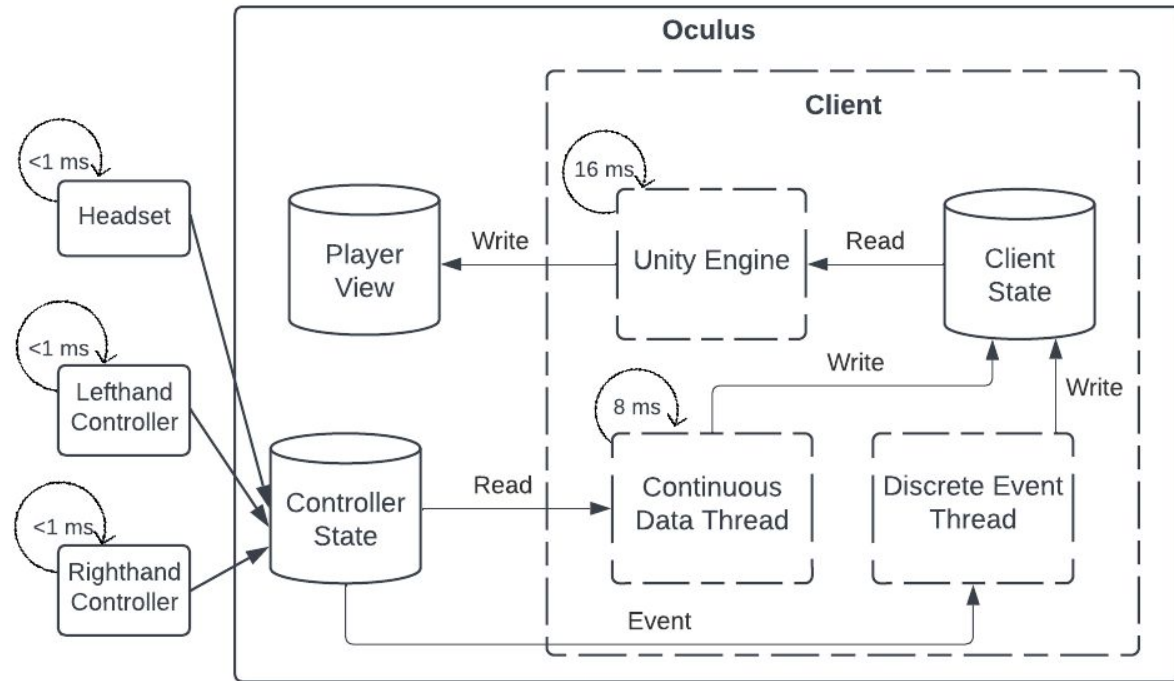 Oculus
Client
<1 ms
Headset
16 ms
Player
View
Write
Unity Engine
Read
Client
State
<1 ms
Lefthand
Controller
Write
Write
8 ms
Controller
State
Read
Continuous
Data Thread
Discrete Event
Thread
<1 ms
Righthand
Controller
Event